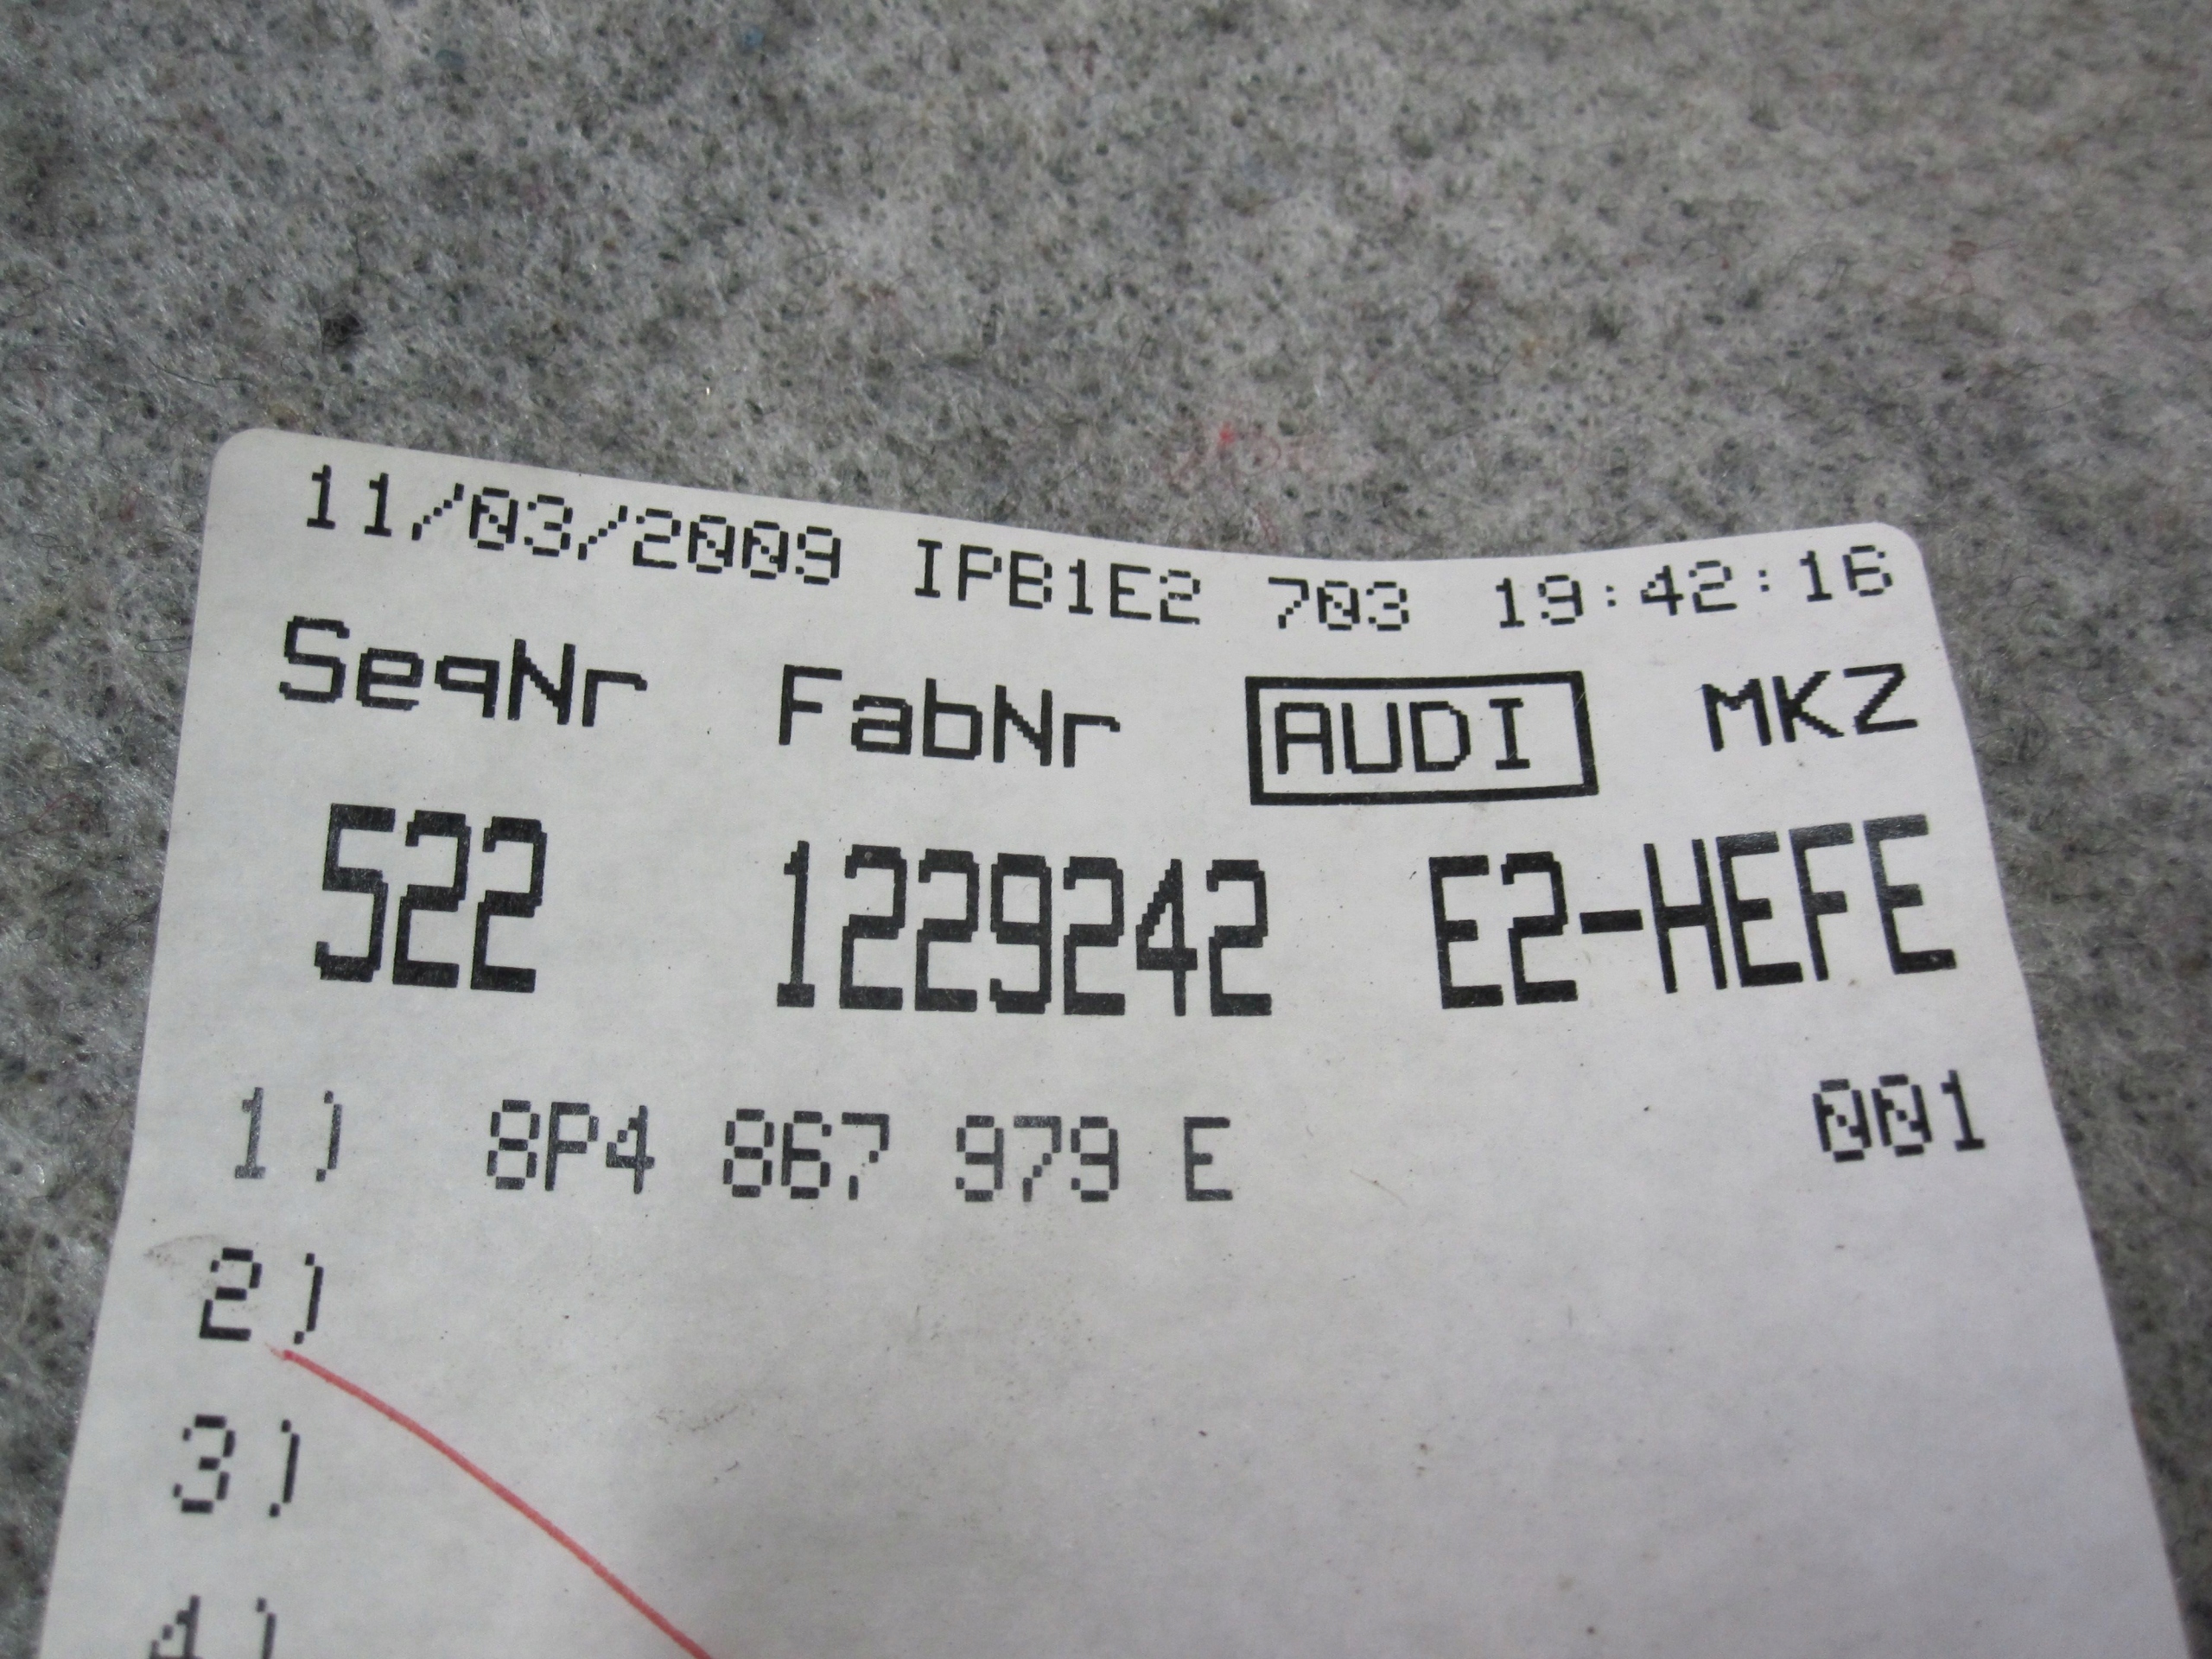 11/03/2009 IPB1E2 703 19:42:16
SeqNr FabNr AUDI MKZ
522 1229242 E2-HEFE
1) 8P4 867 979 E 001
2)
3)
4)